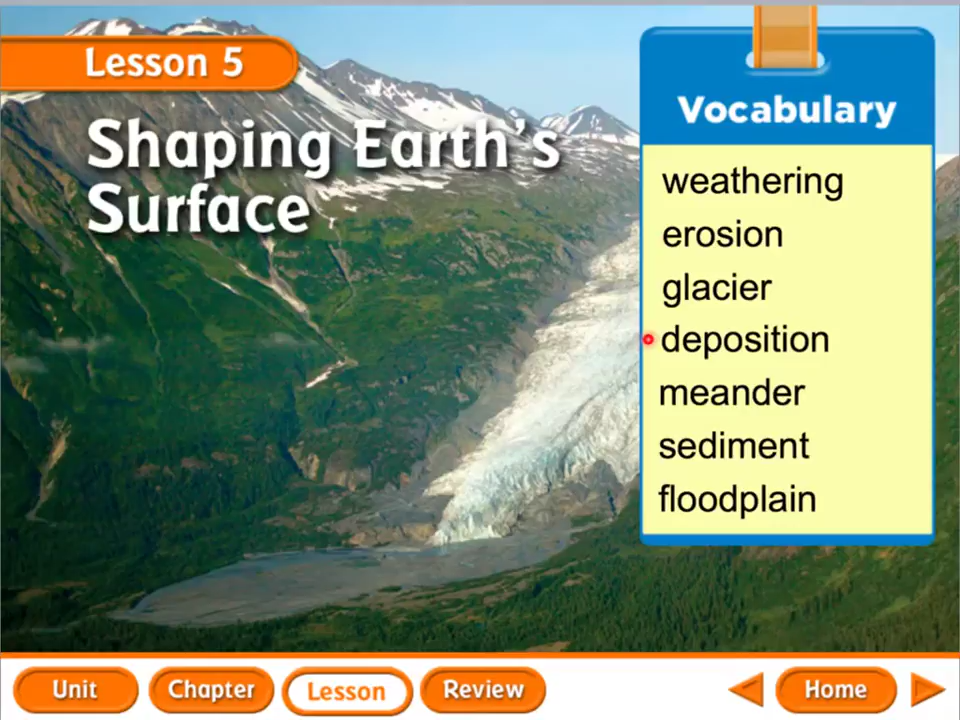 Lesson 5
Shaping Earth's
Surface
Vocabulary
weathering
erosion
glacier
deposition
meander
sediment
floodplain
Unit
Chapter
Lesson
Review
Home